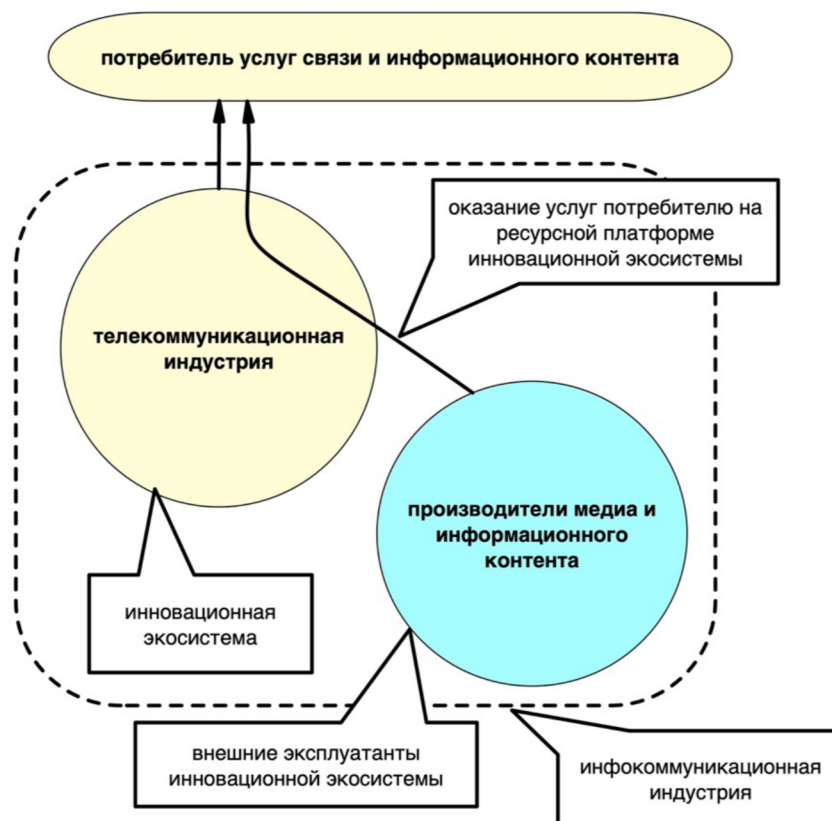 потребитель услуг связи и информационного контента
оказание услуг потребителю на
ресурсной платформе
инновационной экосистемы
телекоммуникационная
индустрия
производители медиа и
информационного
контента
инновационная
экосистема
внешние эксплуатанты
инновационной экосистемы
инфокоммуникационная
индустрия